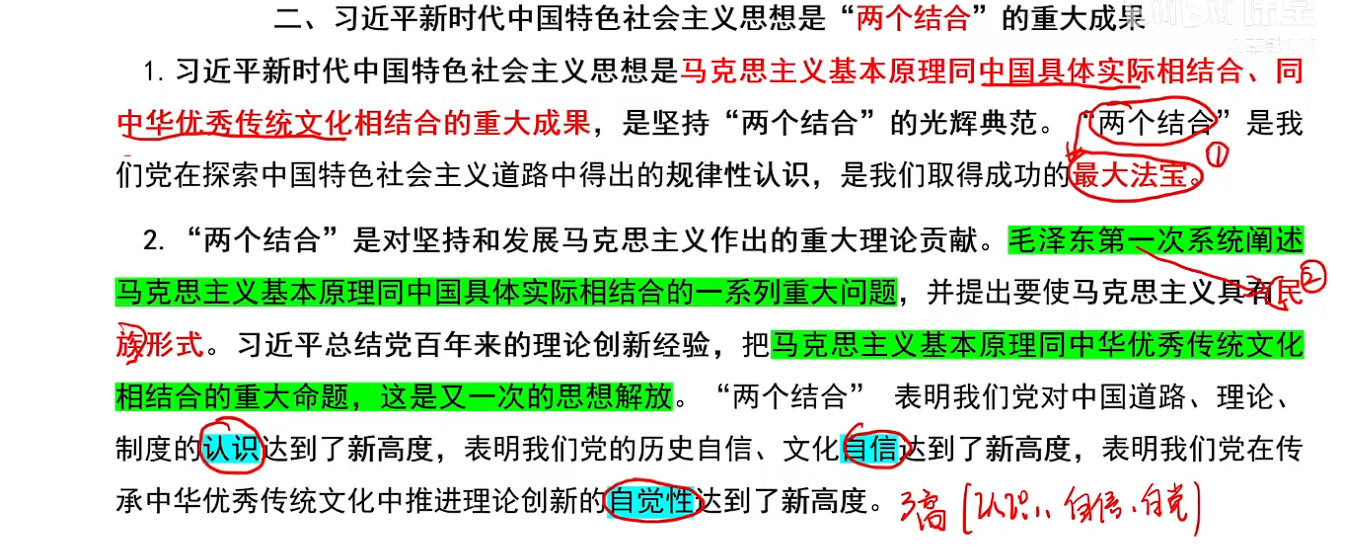 二、习近平新时代中国特色社会主义思想是“两个结合”的重大成果
1.习近平新时代中国特色社会主义思想是马克思主义基本原理同中国具体实际相结合、同
中华优秀传统文化相结合的重大成果，是坚持“两个结合”的光辉典范。“两个结合”是我
①
们党在探索中国特色社会主义道路中得出的规律性认识，是我们取得成功的最大法宝。
2.“两个结合”是对坚持和发展马克思主义作出的重大理论贡献。毛泽东第一次系统阐述
马克思主义基本原理同中国具体实际相结合的一系列重大问题，并提出要使马克思主义具有民
②
族形式。习近平总结党百年来的理论创新经验，把马克思主义基本原理同中华优秀传统文化
相结合的重大命题，这是又一次的思想解放。“两个结合” 表明我们党对中国道路、理论、
制度的认识达到了新高度，表明我们党的历史自信、文化自信达到了新高度，表明我们党在传
承中华优秀传统文化中推进理论创新的自觉性达到了新高度。
3高[认识、自信、自觉]